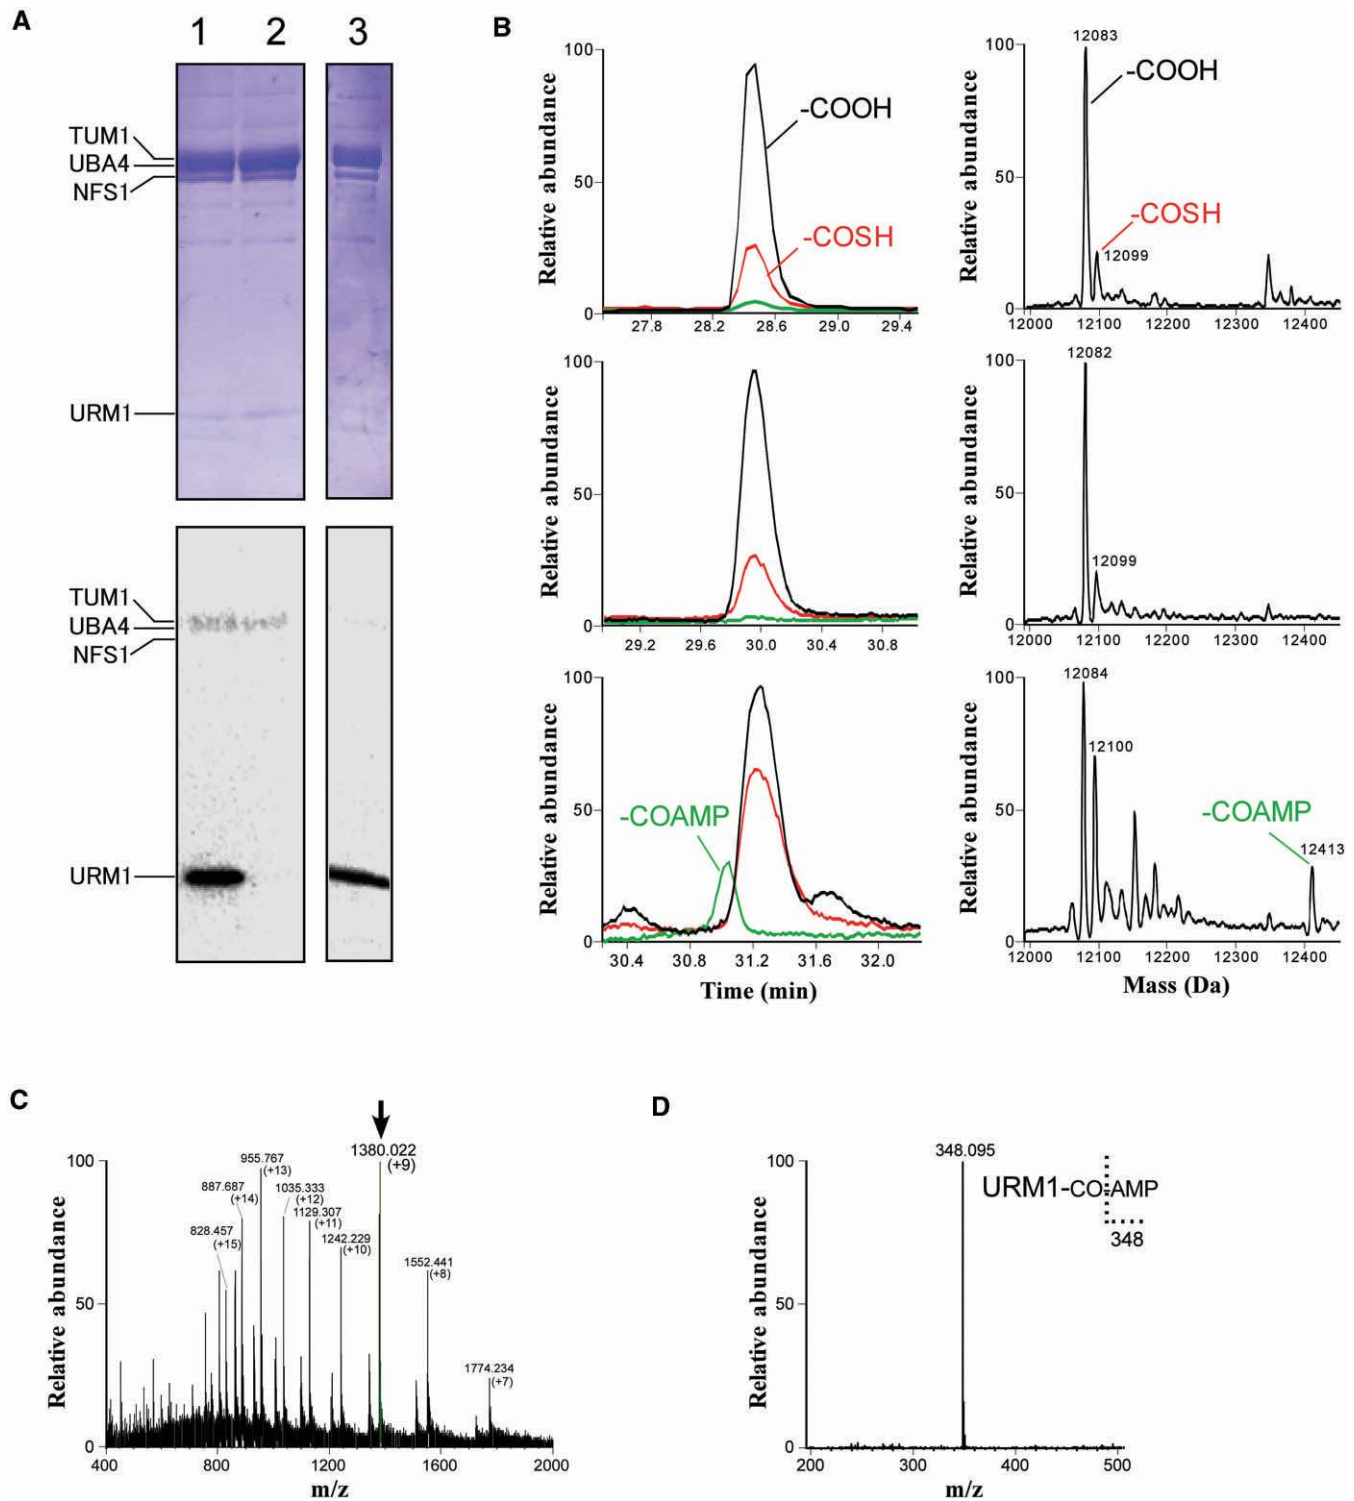 A
1 2 3
TUM1
UBA4
NFS1
URM1
TUM1
UBA4
NFS1
URM1
B
Relative abundance
100
50
0
-COOH
-COSH
27.8 28.2 28.6 29.0 29.4
Relative abundance
100
50
0
12083
-COOH
-COSH
12099
12000 12100 12200 12300 12400
Relative abundance
100
50
0
29.2 29.6 30.0 30.4 30.8
Relative abundance
100
50
0
12082
12099
12000 12100 12200 12300 12400
Relative abundance
100
50
0
-COAMP
30.4 30.8 31.2 31.6 32.0
Time (min)
Relative abundance
100
50
0
12084
12100
-COAMP
12413
12000 12100 12200 12300 12400
Mass (Da)
C
Relative abundance
100
50
0
828.457
(+15)
887.687
(+14)
955.767
(+13)
1035.333
(+12)
1129.307
(+11)
1242.229
(+10)
1380.022
(+9)
1552.441
(+8)
1774.234
(+7)
400 800 1200 1600 2000
m/z
D
Relative abundance
100
50
0
348.095
URM1-CO-AMP
348
200 300 400 500
m/z